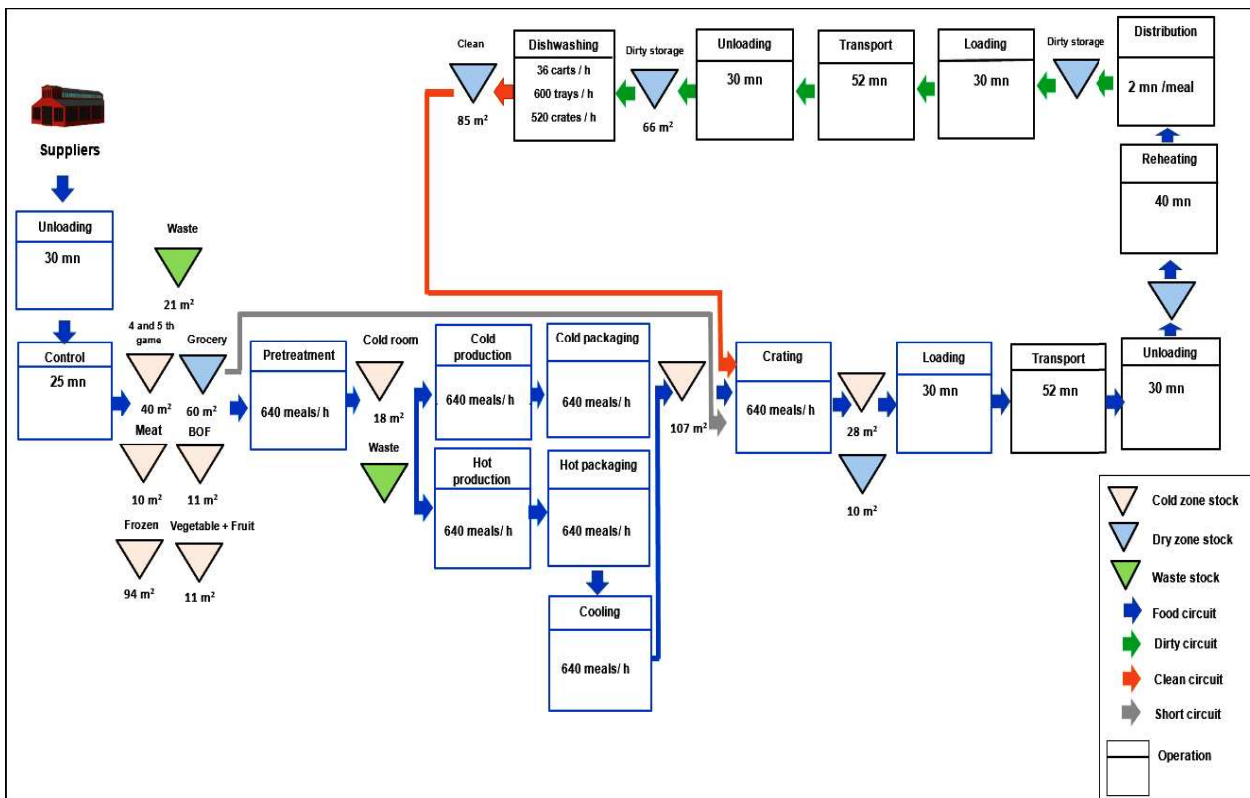 Suppliers
Unloading
30 mn
Control
25 mn
Waste
21 m²
4 and 5 th
game
40 m²
Grocery
60 m²
Meat
10 m²
BOF
11 m²
Frozen
94 m²
Vegetable + Fruit
11 m²
Pretreatment
640 meals/ h
Cold room
18 m²
Waste
Cold
production
640 meals/ h
Cold packaging
640 meals/ h
Hot
production
640 meals/ h
Hot packaging
640 meals/ h
Cooling
640 meals/ h
107 m²
Crating
640 meals/ h
28 m²
10 m²
Loading
30 mn
Transport
52 mn
Unloading
30 mn
Reheating
40 mn
Distribution
2 mn /meal
Dirty storage
Loading
30 mn
Transport
52 mn
Unloading
30 mn
Dirty storage
66 m²
Dishwashing
36 carts / h
600 trays / h
520 crates / h
Clean
85 m²
Cold zone stock
Dry zone stock
Waste stock
Food circuit
Dirty circuit
Clean circuit
Short circuit
Operation